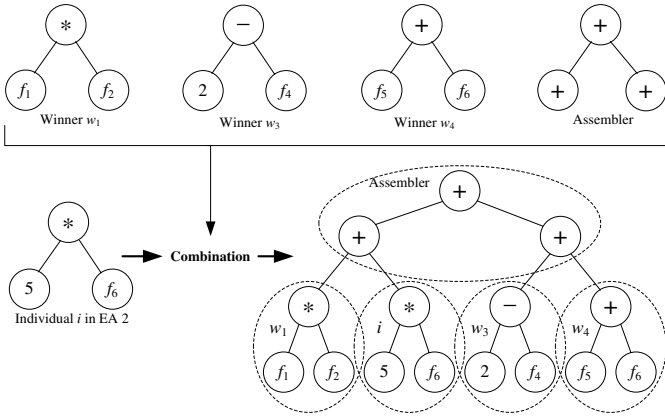 * − + +
f1 f2 2 f4 f5 f6 + +
Winner w1 Winner w3 Winner w4 Assembler
Assembler
+
*
+ +
Combination
5 f6
* * − +
w1 i w3 w4
Individual i in EA 2
f1 f2 5 f6 2 f4 f5 f6